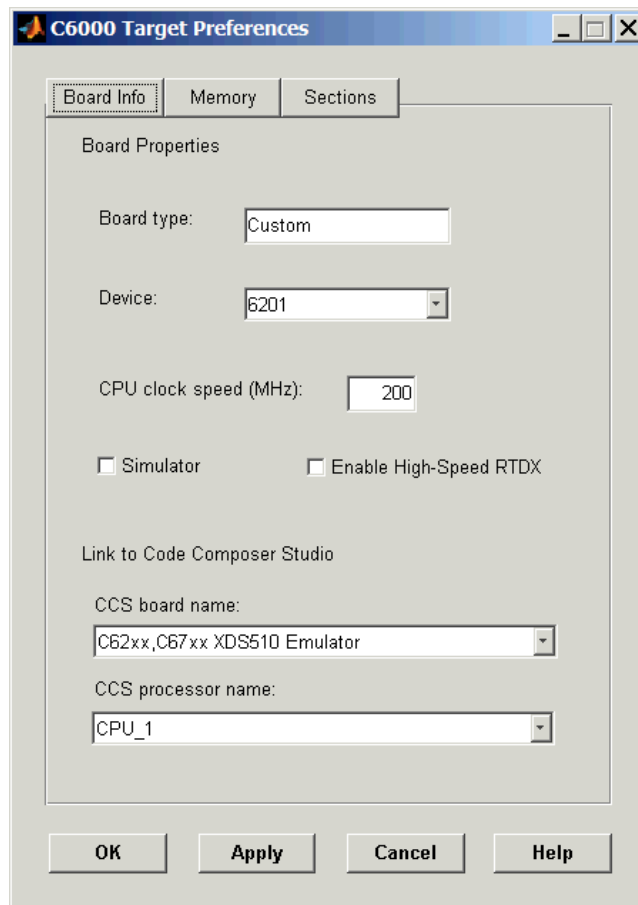 C6000 Target Preferences
Board Info Memory Sections
Board Properties
Board type: Custom
Device: 6201
CPU clock speed (MHz): 200
Simulator Enable High-Speed RTDX
Link to Code Composer Studio
CCS board name:
C62xx,C67xx XDS510 Emulator
CCS processor name:
CPU_1
OK Apply Cancel Help